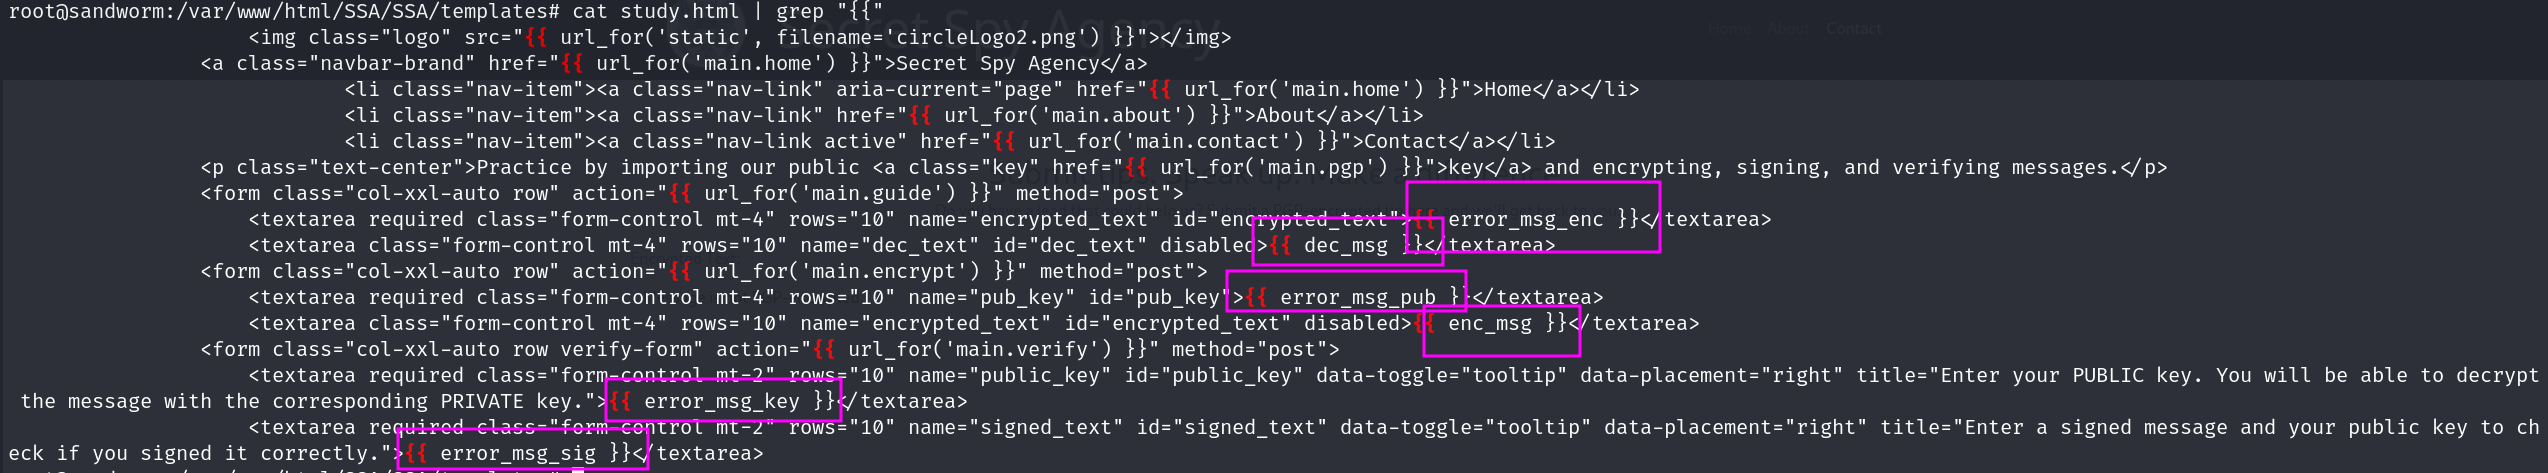 root@sandworm:/var/www/html/SSA/SSA/templates# cat study.html | grep "{{"
<img class="logo" src="{{ url_for('static', filename='circleLogo2.png') }}"></img>
<a class="navbar-brand" href="{{ url_for('main.home') }}">Secret Spy Agency</a>
<li class="nav-item"><a class="nav-link" aria-current="page" href="{{ url_for('main.home') }}">Home</a></li>
<li class="nav-item"><a class="nav-link" href="{{ url_for('main.about') }}">About</a></li>
<li class="nav-item"><a class="nav-link active" href="{{ url_for('main.contact') }}">Contact</a></li>
<p class="text-center">Practice by importing our public <a class="key" href="{{ url_for('main.pgp') }}">key</a> and encrypting, signing, and verifying messages.</p>
<form class="col-xxl-auto row" action="{{ url_for('main.guide') }}" method="post">
<textarea required class="form-control mt-4" rows="10" name="encrypted_text" id="encrypted_text">{{ error_msg_enc }}</textarea>
<textarea class="form-control mt-4" rows="10" name="dec_text" id="dec_text" disabled>{{ dec_msg }}</textarea>
<form class="col-xxl-auto row" action="{{ url_for('main.encrypt') }}" method="post">
<textarea required class="form-control mt-4" rows="10" name="pub_key" id="pub_key">{{ error_msg_pub }}</textarea>
<textarea class="form-control mt-4" rows="10" name="encrypted_text" id="encrypted_text" disabled>{{ enc_msg }}</textarea>
<form class="col-xxl-auto row verify-form" action="{{ url_for('main.verify') }}" method="post">
<textarea required class="form-control mt-2" rows="10" name="public_key" id="public_key" data-toggle="tooltip" data-placement="right" title="Enter your PUBLIC key. You will be able to decrypt
the message with the corresponding PRIVATE key.">{{ error_msg_key }}</textarea>
<textarea required class="form-control mt-2" rows="10" name="signed_text" id="signed_text" data-toggle="tooltip" data-placement="right" title="Enter a signed message and your public key to ch
eck if you signed it correctly.">{{ error_msg_sig }}</textarea>